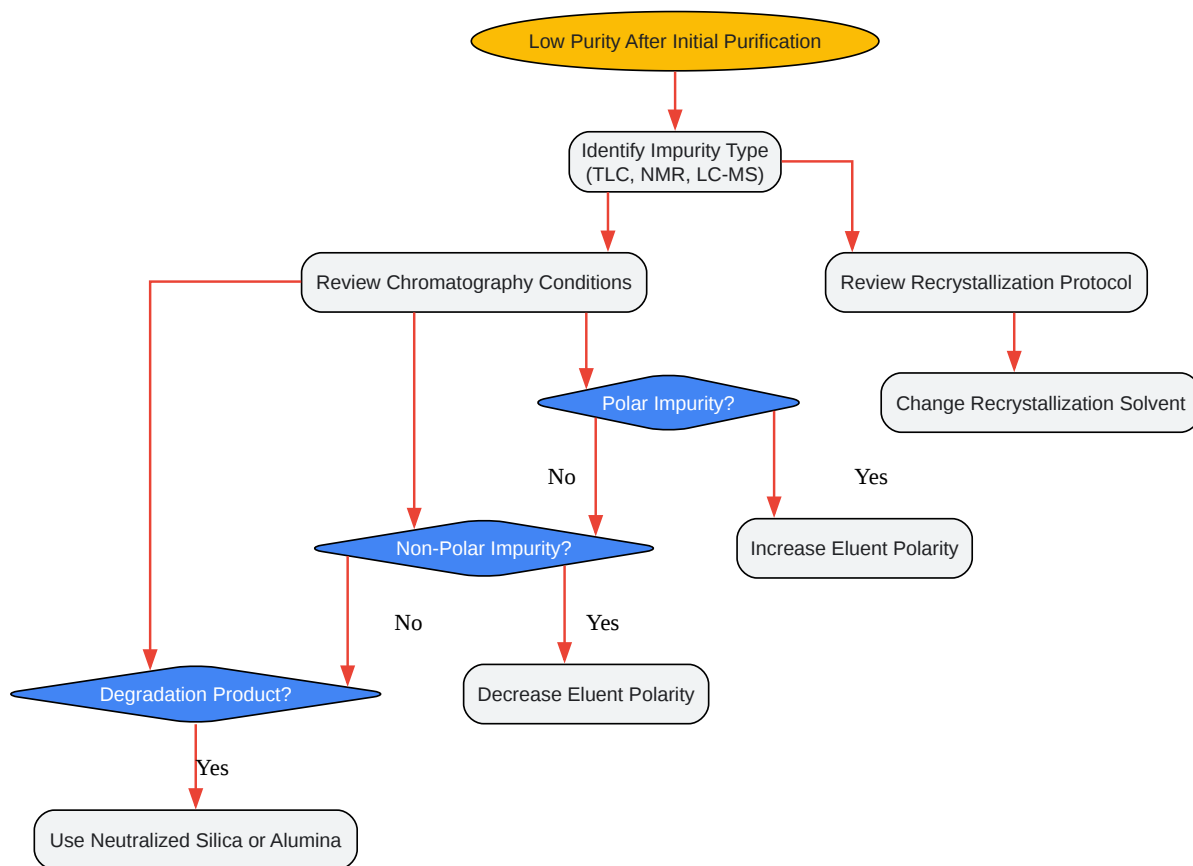 Low Purity After Initial Purification
Identify Impurity Type
(TLC, NMR, LC-MS)
Review Chromatography Conditions
Review Recrystallization Protocol
Polar Impurity?
Change Recrystallization Solvent
No
Yes
Non-Polar Impurity?
Increase Eluent Polarity
No
Yes
Degradation Product?
Decrease Eluent Polarity
Yes
Use Neutralized Silica or Alumina